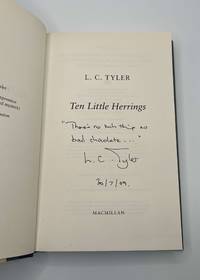 L. C. TYLER
Ten Little Herrings
"There's no such thing as
bad chocolate..."
L.C. Tyler
30/7/09.
MACMILLAN